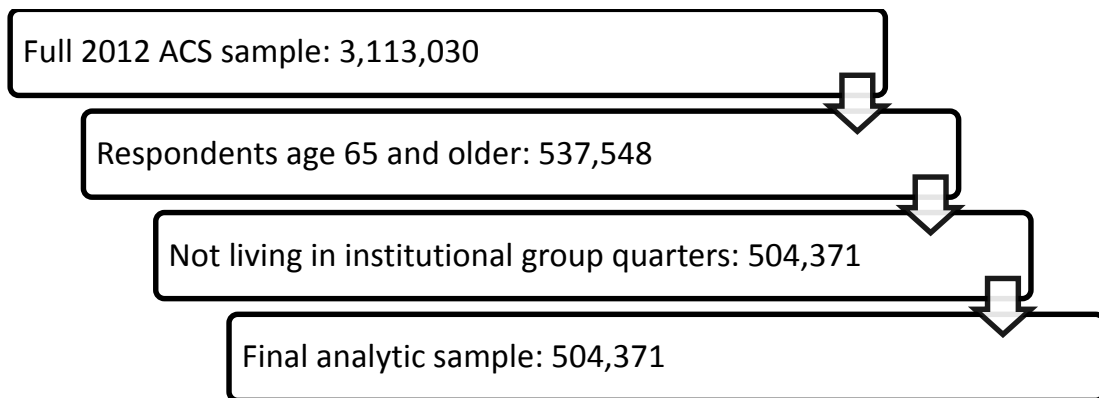 Full 2012 ACS sample: 3,113,030
Respondents age 65 and older: 537,548
Not living in institutional group quarters: 504,371
Final analytic sample: 504,371